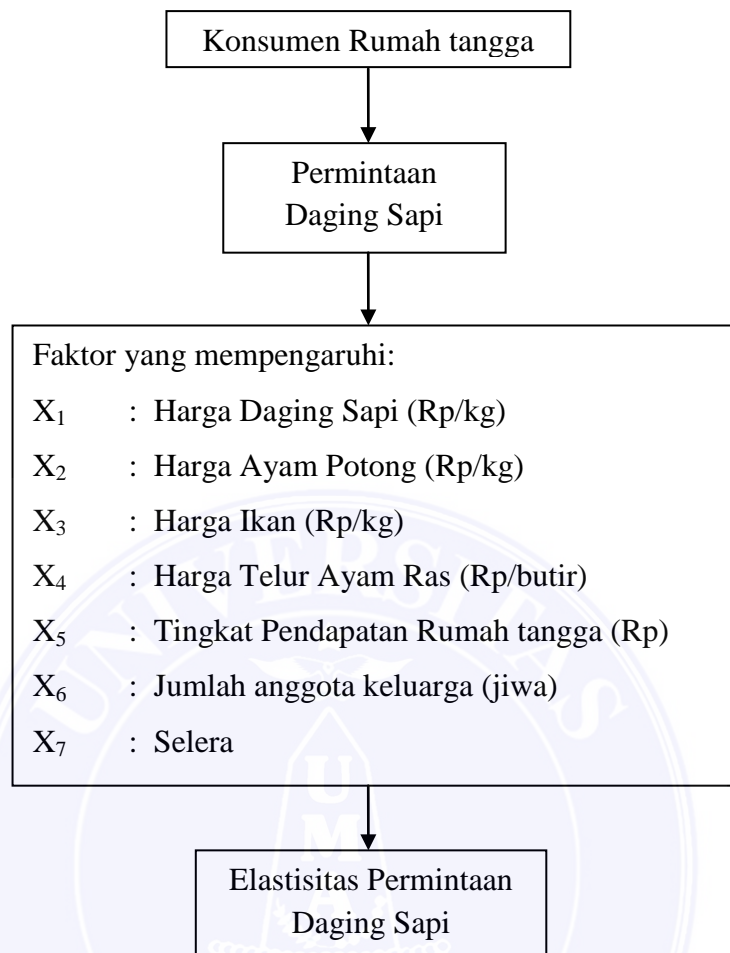 Konsumen Rumah tangga
Permintaan
Daging Sapi
Faktor yang mempengaruhi:
X₁ : Harga Daging Sapi (Rp/kg)
X₂ : Harga Ayam Potong (Rp/kg)
X₃ : Harga Ikan (Rp/kg)
X₄ : Harga Telur Ayam Ras (Rp/butir)
X₅ : Tingkat Pendapatan Rumah tangga (Rp)
X₆ : Jumlah anggota keluarga (jiwa)
X₇ : Selera
Elastisitas Permintaan
Daging Sapi
UNIVERSITAS
U
M
A